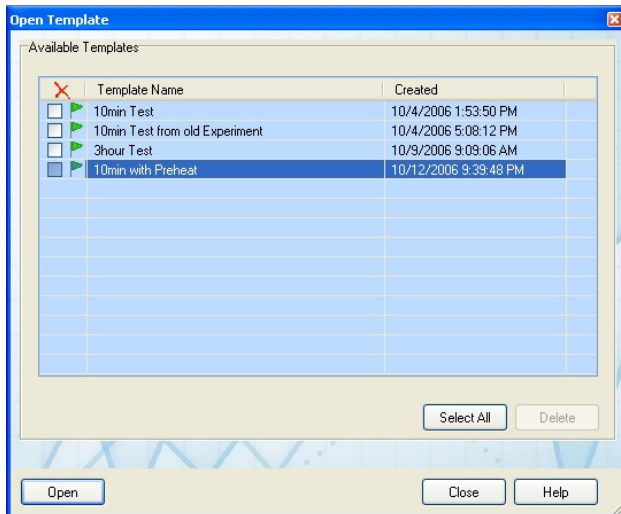 Open Template
Available Templates
Template Name Created
10min Test 10/4/2006 1:53:50 PM
10min Test from old Experiment 10/4/2006 5:08:12 PM
3hour Test 10/9/2006 9:09:06 AM
10min with Preheat 10/12/2006 9:39:48 PM
Select All Delete
Open Close Help